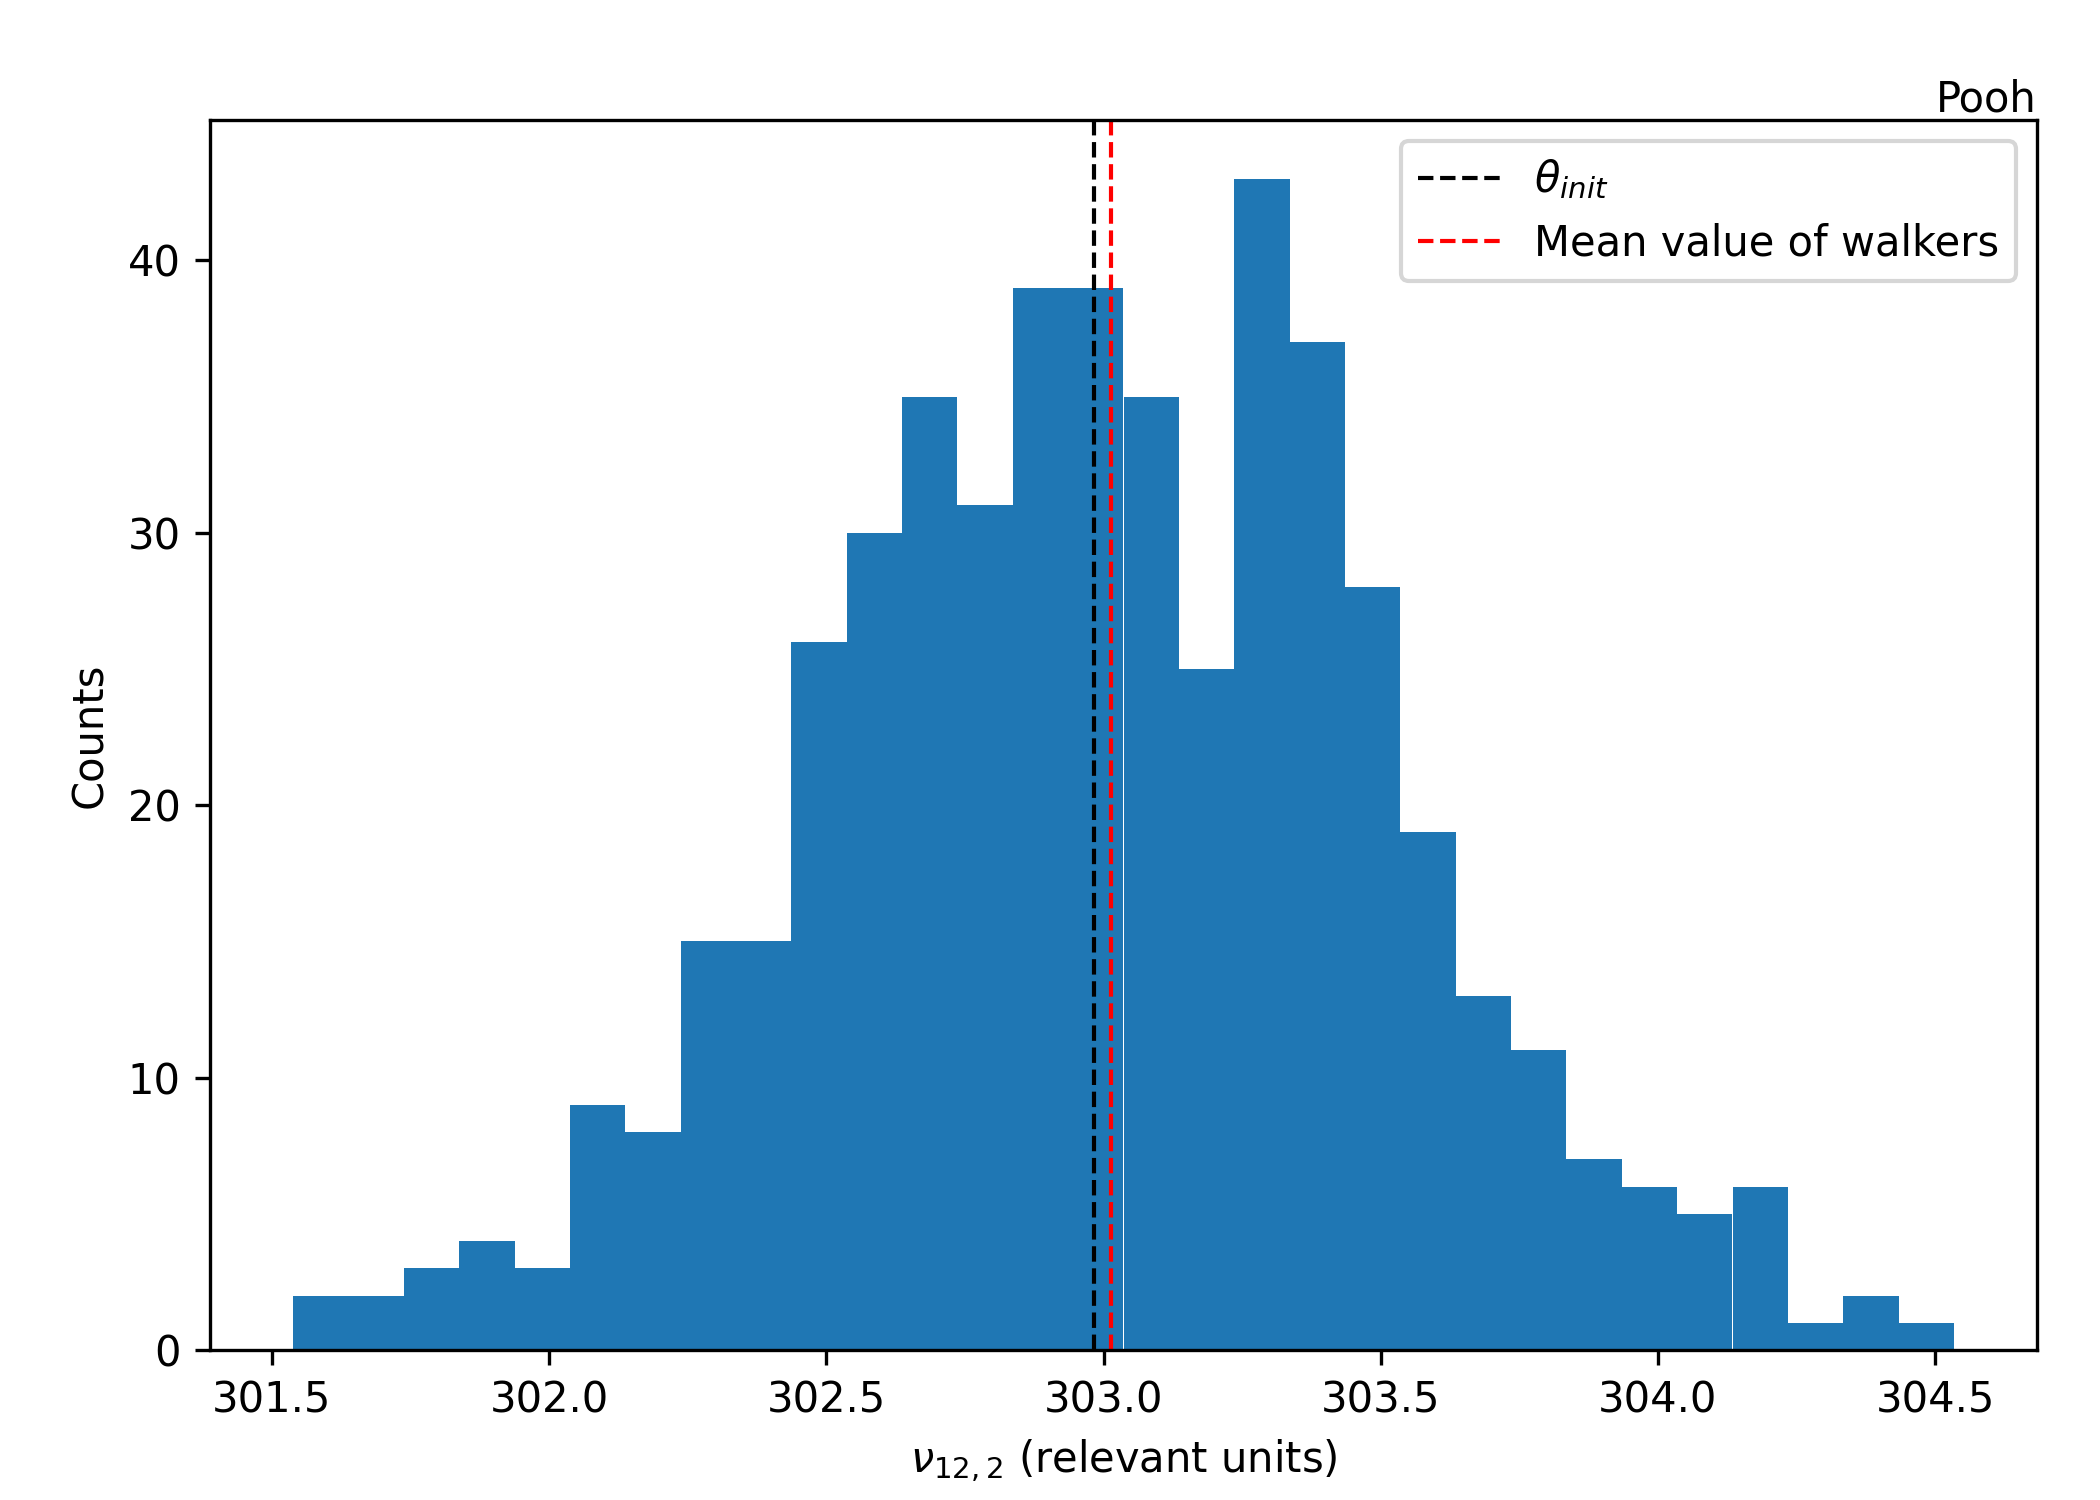 Pooh
θinit
Mean value of walkers
40
30
20
10
0
Counts
301.5 302.0 302.5 303.0 303.5 304.0 304.5
ν12, 2 (relevant units)